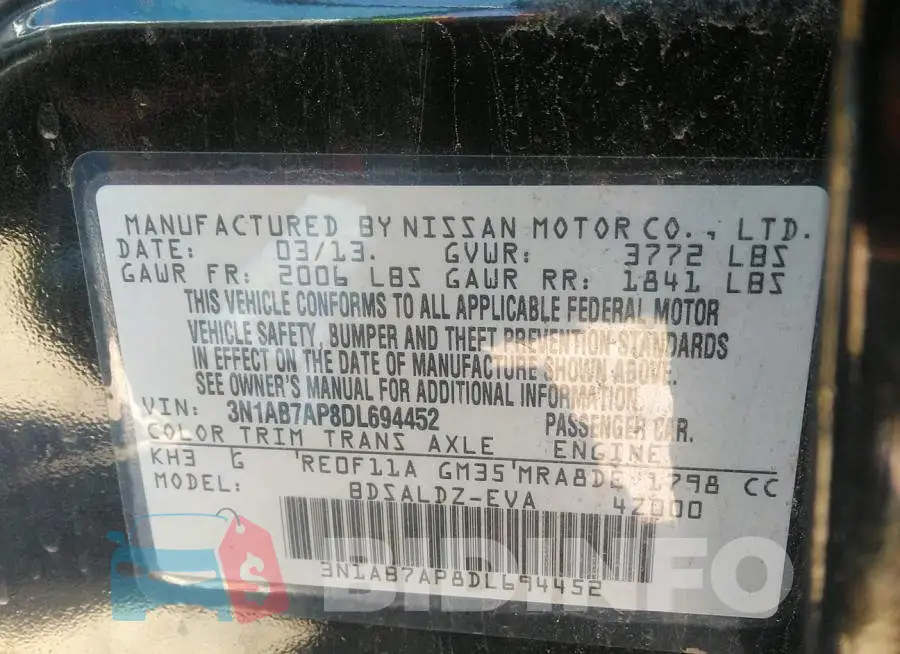 MANUFACTURED BY NISSAN MOTOR CO., LTD.
DATE: 03/13. GVWR: 3772 LBS
GAWR FR: 2006 LBS GAWR RR: 1841 LBS
THIS VEHICLE CONFORMS TO ALL APPLICABLE FEDERAL MOTOR
VEHICLE SAFETY, BUMPER AND THEFT PREVENTION STANDARDS
IN EFFECT ON THE DATE OF MANUFACTURE SHOWN ABOVE.
SEE OWNER'S MANUAL FOR ADDITIONAL INFORMATION.
VIN: 3N1AB7AP8DL694452 PASSENGER CAR.
COLOR TRIM TRANS AXLE ENGINE
KH3 G RE0F11A GM35 MRA8DE 1798 CC
MODEL: BDSALDZ-EVA 4Z000
3N1AB7AP8DL694452
BIDINFO